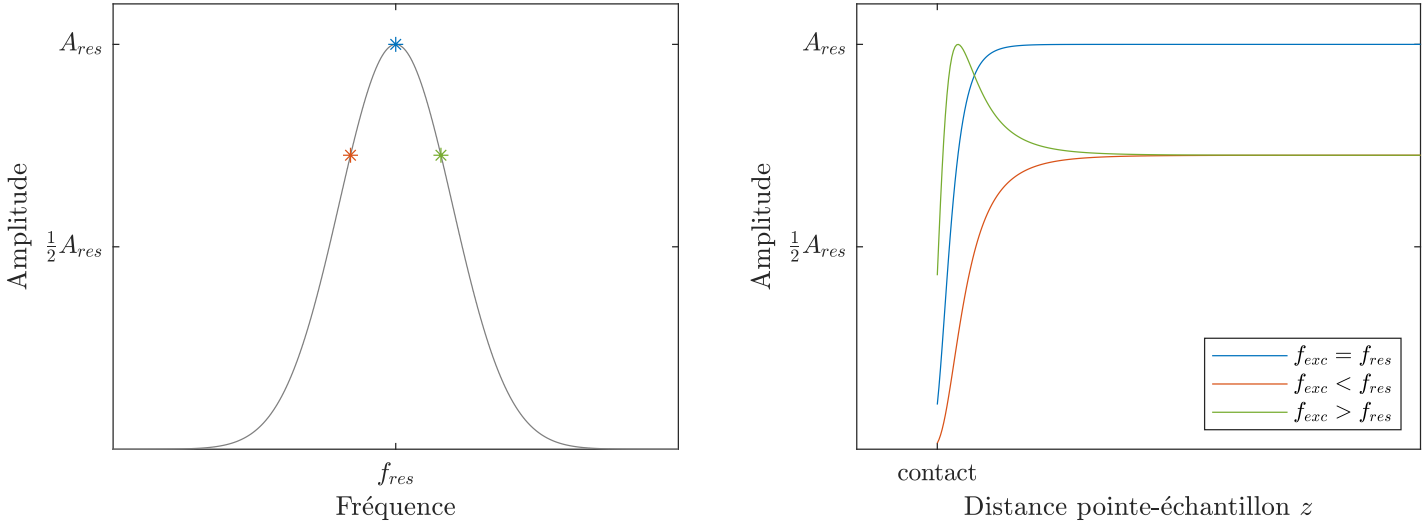 A_res
½A_res
Amplitude
f_res
Fréquence
A_res
½A_res
Amplitude
f_exc = f_res
f_exc < f_res
f_exc > f_res
contact
Distance pointe-échantillon z